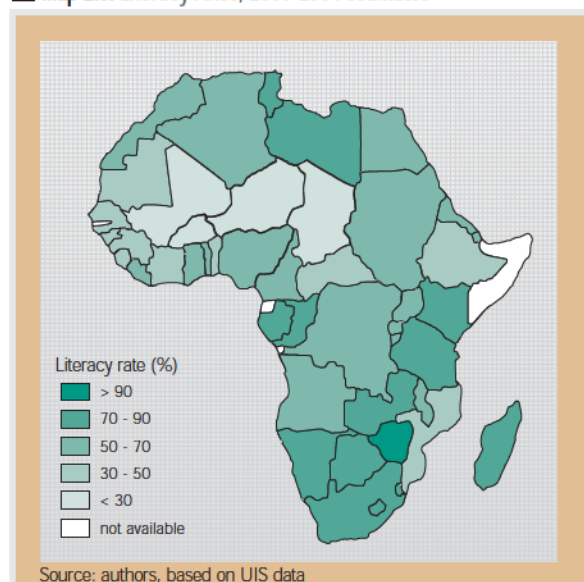 Literacy rate (%)
> 90
70 - 90
50 - 70
30 - 50
< 30
not available
Source: authors, based on UIS data